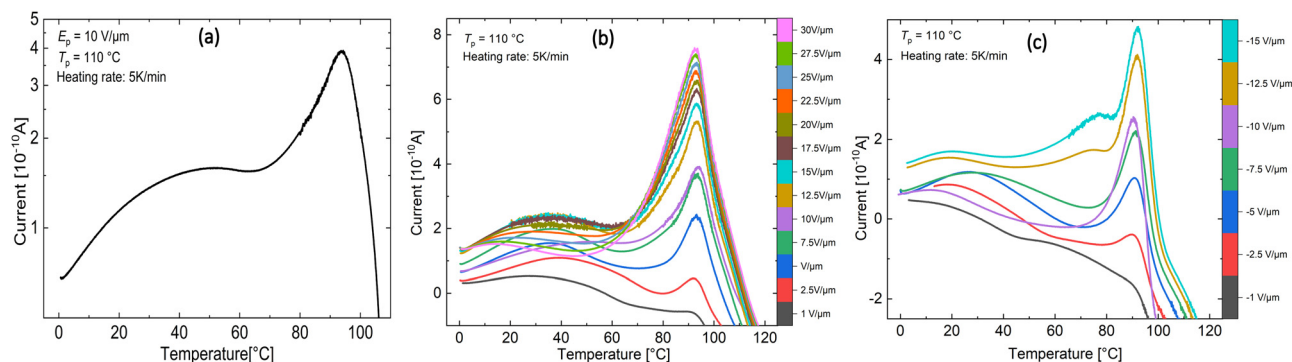 (a)
E_p = 10 V/μm
T_p = 110 °C
Heating rate: 5K/min
Current [10⁻¹⁰A]
5
4
3
2
1
0 20 40 60 80 100
Temperature[°C]
(b)
T_p = 110 °C
Heating rate: 5K/min
Current [10⁻¹⁰A]
8
6
4
2
0
0 20 40 60 80 100 120
Temperature [°C]
30V/μm
27.5V/μm
25V/μm
22.5V/μm
20V/μm
17.5V/μm
15V/μm
12.5V/μm
10V/μm
7.5V/μm
V/μm
2.5V/μm
1 V/μm
(c)
T_p = 110 °C
Heating rate: 5K/min
Current [10⁻¹⁰A]
4
2
0
-2
0 20 40 60 80 100 120
Temperature [°C]
-15 V/μm
-12.5 V/μm
-10 V/μm
-7.5 V/μm
-5 V/μm
-2.5 V/μm
-1 V/μm